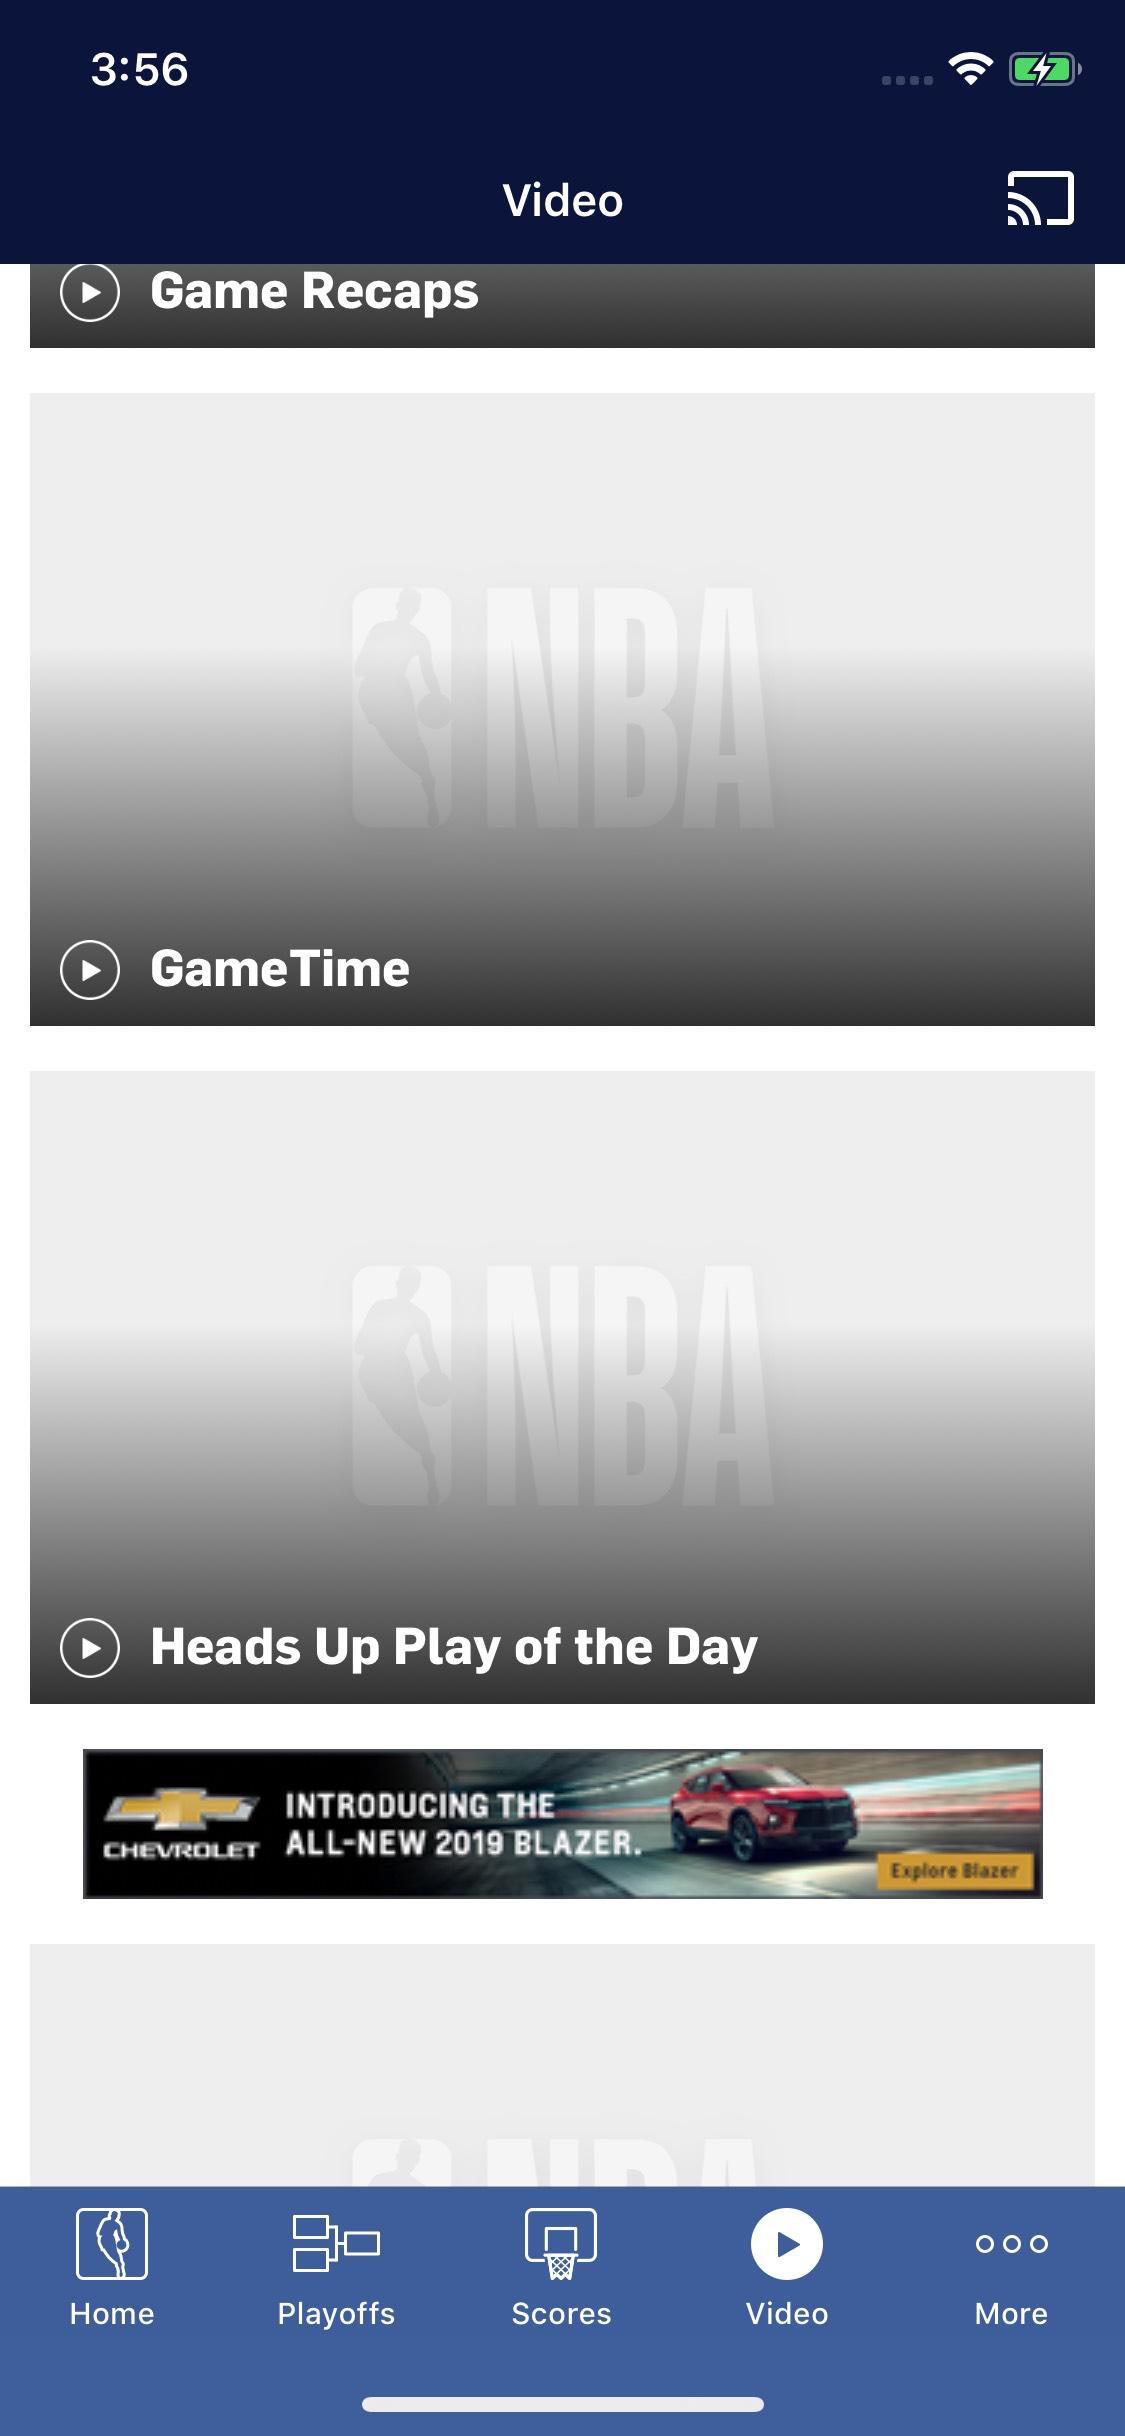 3:56
Video
Game Recaps
NBA
GameTime
NBA
Heads Up Play of the Day
CHEVROLET
INTRODUCING THE
ALL-NEW 2019 BLAZER.
Explore Blazer
NBA
Home
Playoffs
Scores
Video
More